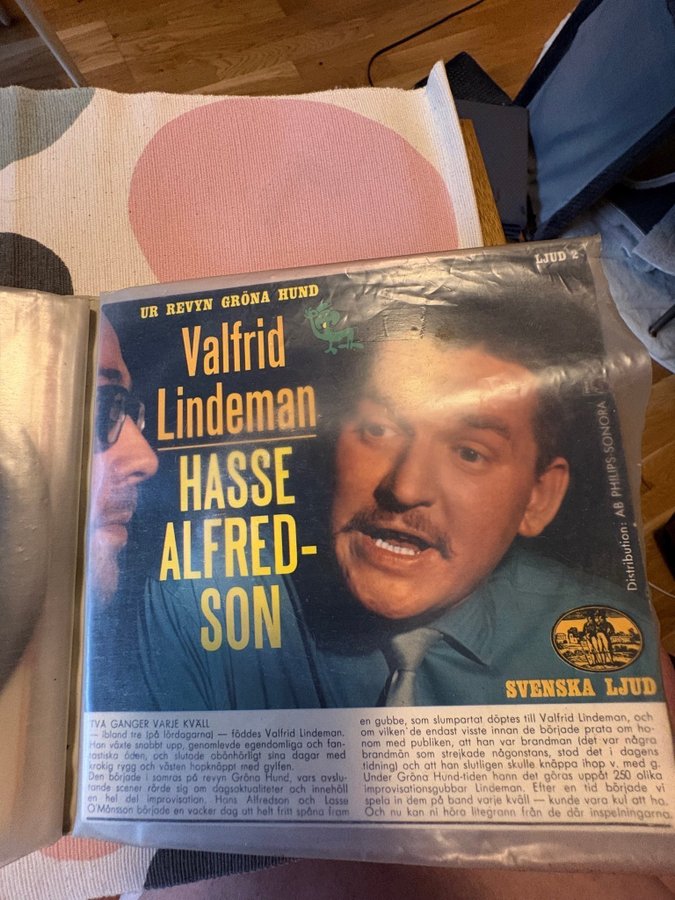 LJUD 2
UR REVYN GRÖNA HUND
Valfrid
Lindeman
HASSE
ALFRED-
SON
Distribution: AB PHILIPS-SONORA
SVENSKA LJUD
TVÅ GÅNGER VARJE KVÄLL
— ibland tre (på lördagarna) — föddes Valfrid Lindeman.
Han växte snabbt upp, genomlevde egendomliga och fan-
tastiska öden, och slutade obönhörligt sina dagar med
krokig rygg och västen hopknäppt med gylfen.
Den började i somras på revyn Gröna Hund, vars avslu-
tande scener rörde sig om dagsaktualiteter och innehöll
en hel del improvisation. Hans Alfredson och Lasse
O'Månsson började en vacker dag att helt fritt spåna fram
en gubbe, som slumpartat döptes till Valfrid Lindeman, och
om vilken de endast visste innan de började prata om ho-
nom med publiken, att han var brandman (det var några
brandmän som strejkade någonstans, stod det i dagens
tidning) och att han slutligen skulle knäppa ihop v. med g.
Under Gröna Hund-tiden hann det göras uppåt 250 olika
improvisationsgubbar Lindeman. Efter en tid började vi
spela in dem på band varje kväll — kunde vara kul att ha.
Och nu kan ni höra litegrann från de där inspelningarna.